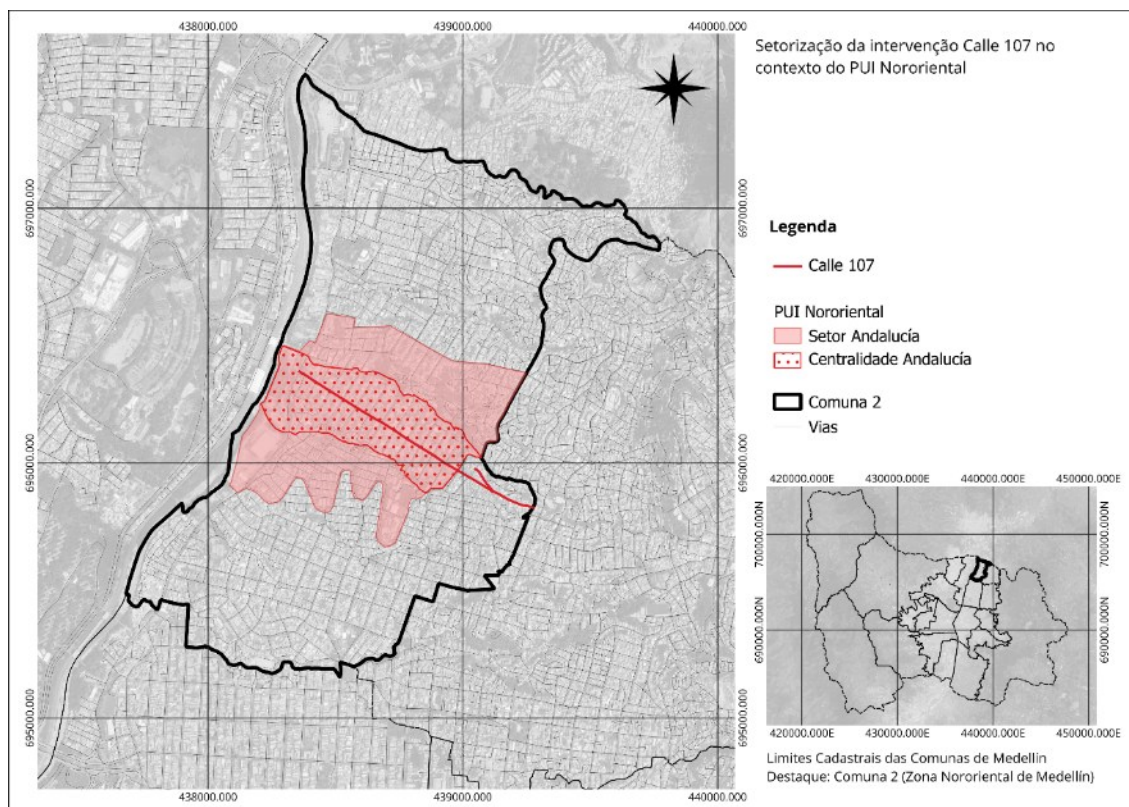 438000.000
439000.000
440000.000
Setorização da intervenção Calle 107 no
contexto do PUI Nororiental
697000.000
697000.000
Legenda
Calle 107
PUI Nororiental
Setor Andalucía
Centralidade Andalucía
Comuna 2
Vias
696000.000
696000.000
420000.000E
430000.000E
440000.000E
450000.000E
700000.000N
700000.000N
690000.000N
690000.000N
420000.000E
430000.000E
440000.000E
450000.000E
695000.000
695000.000
438000.000
439000.000
440000.000
Limites Cadastrais das Comunas de Medellín
Destaque: Comuna 2 (Zona Nororiental de Medellín)